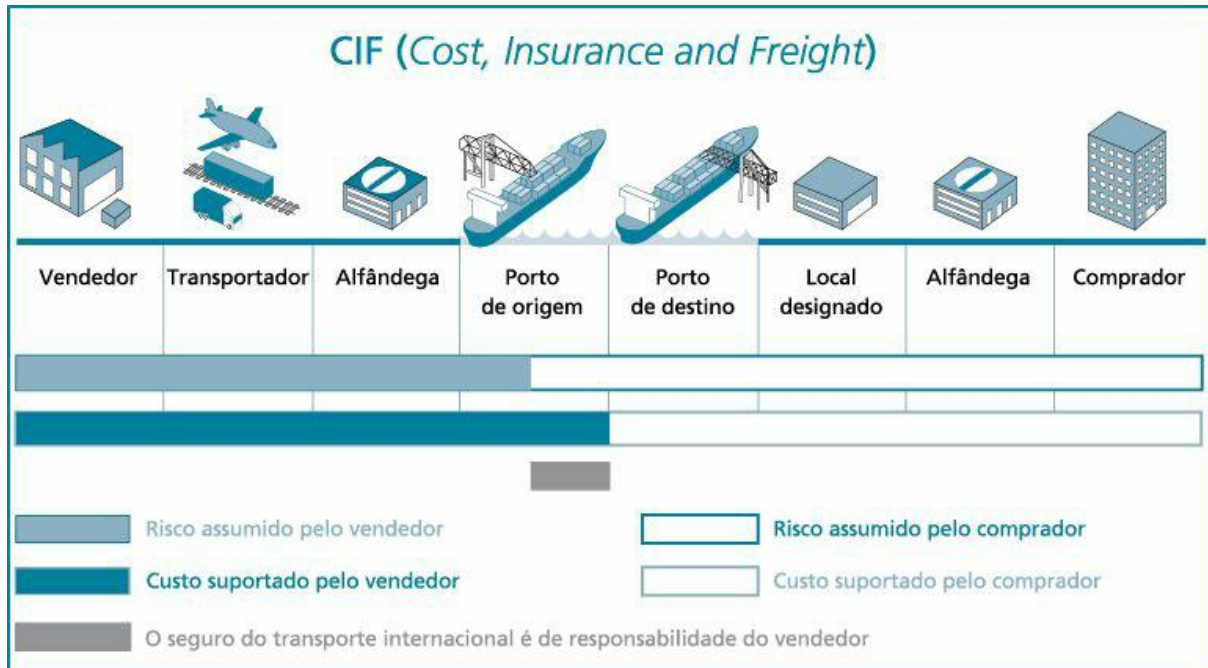 CIF (Cost, Insurance and Freight)
Vendedor
Transportador
Alfândega
Porto
de origem
Porto
de destino
Local
designado
Alfândega
Comprador
Risco assumido pelo vendedor
Risco assumido pelo comprador
Custo suportado pelo vendedor
Custo suportado pelo comprador
O seguro do transporte internacional é de responsabilidade do vendedor